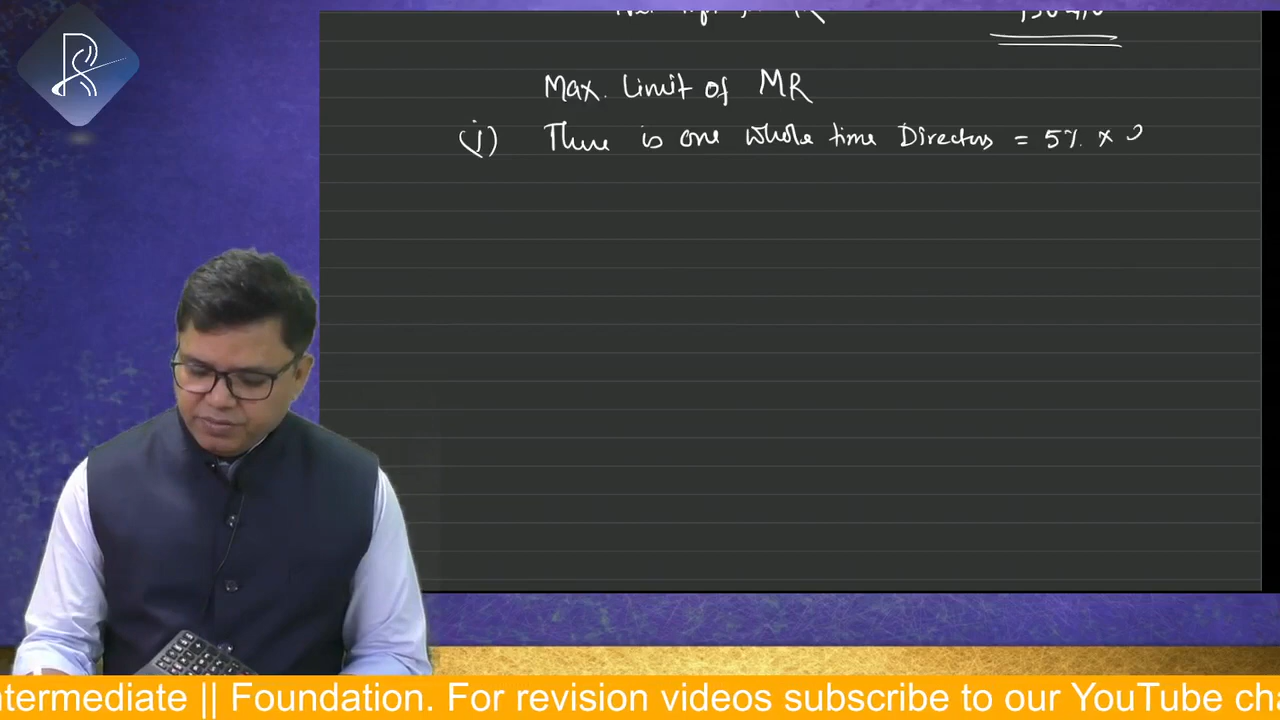 Max. Limit of MR
(i) There is one whole time Directors = 5% x
ntermediate || Foundation. For revision videos subscribe to our YouTube cha